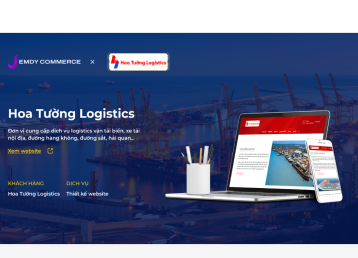 EMDY COMMERCE × Hoa Tường Logistics
Hoa Tường Logistics
Đơn vị cung cấp dịch vụ logistics vận tải biển, xe tải
nội địa, đường hàng không, đường sắt, hải quan...
Xem website
KHÁCH HÀNG DỊCH VỤ
Hoa Tường Logistics Thiết kế website